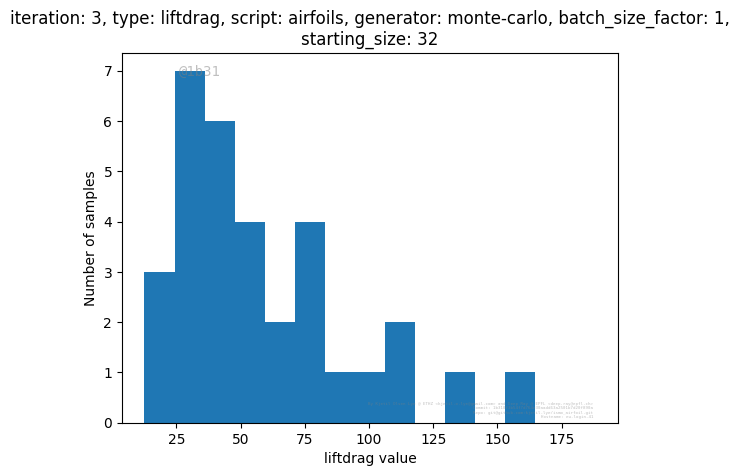 iteration: 3, type: liftdrag, script: airfoils, generator: monte-carlo, batch_size_factor: 1,
starting_size: 32
@1b31
7
6
5
4
3
2
1
0
Number of samples
25 50 75 100 125 150 175
liftdrag value